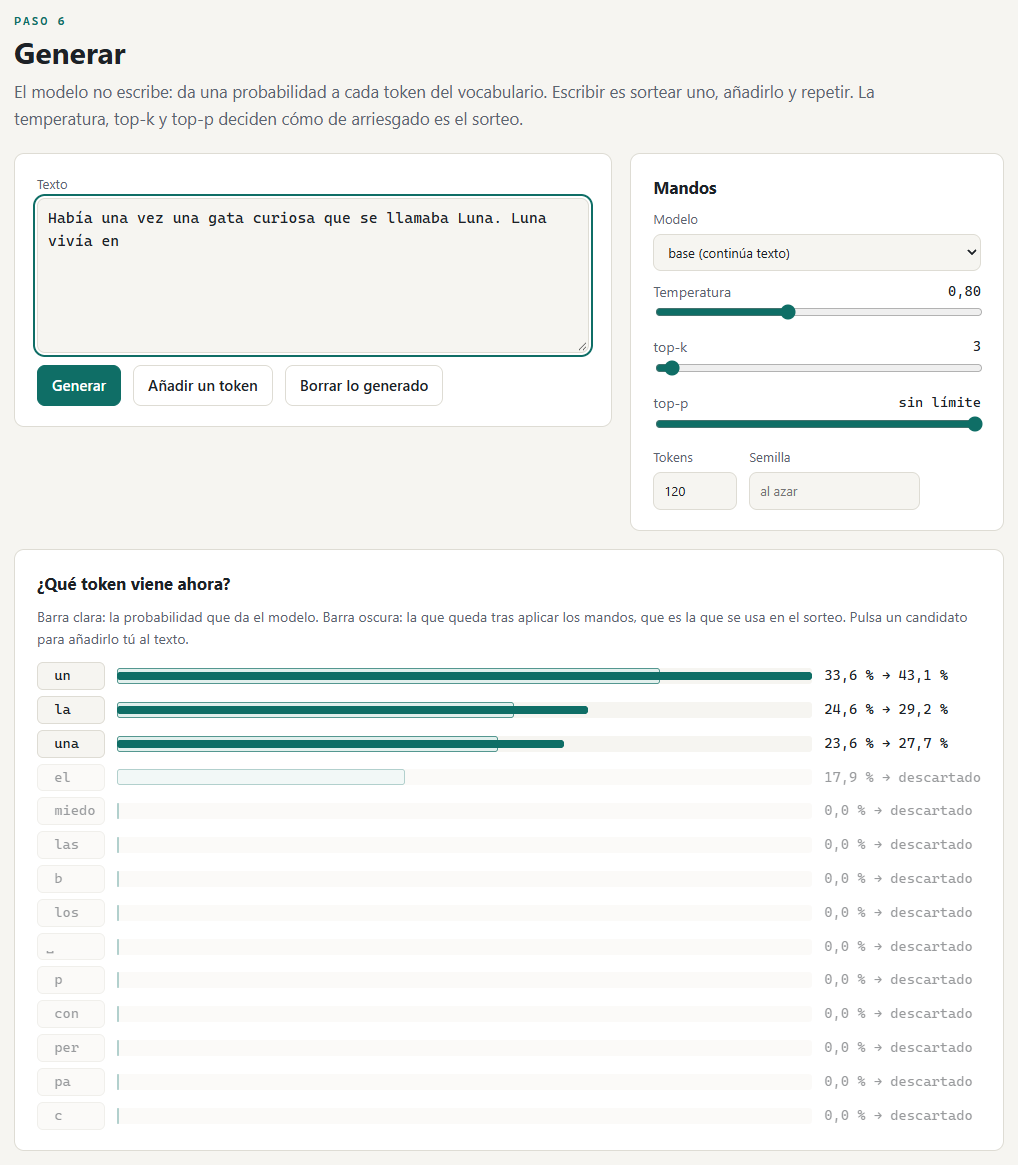 PASO 6
Generar
El modelo no escribe: da una probabilidad a cada token del vocabulario. Escribir es sortear uno, añadirlo y repetir. La
temperatura, top-k y top-p deciden cómo de arriesgado es el sorteo.
Texto
Había una vez una gata curiosa que se llamaba Luna. Luna
vivía en
Generar
Añadir un token
Borrar lo generado
Mandos
Modelo
base (continúa texto)
Temperatura 0,80
top-k 3
top-p sin límite
Tokens Semilla
120 al azar
¿Qué token viene ahora?
Barra clara: la probabilidad que da el modelo. Barra oscura: la que queda tras aplicar los mandos, que es la que se usa en el sorteo. Pulsa un candidato
para añadirlo tú al texto.
un 33,6 % → 43,1 %
la 24,6 % → 29,2 %
una 23,6 % → 27,7 %
el 17,9 % → descartado
miedo 0,0 % → descartado
las 0,0 % → descartado
b 0,0 % → descartado
los 0,0 % → descartado
␣ 0,0 % → descartado
p 0,0 % → descartado
con 0,0 % → descartado
per 0,0 % → descartado
pa 0,0 % → descartado
c 0,0 % → descartado